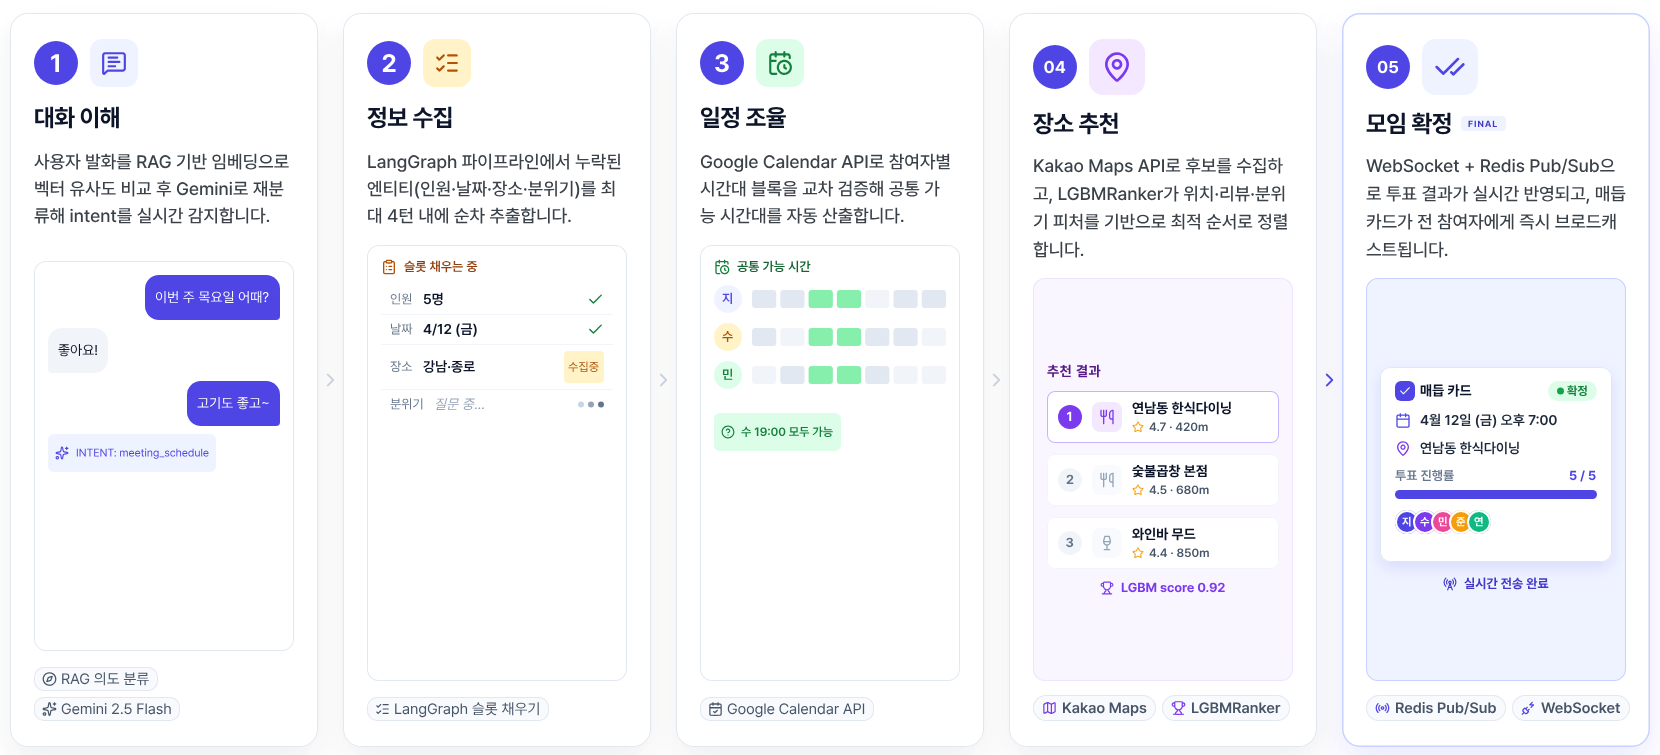 1
대화 이해
사용자 발화를 RAG 기반 임베딩으로
벡터 유사도 비교 후 Gemini로 재분
류해 intent를 실시간 감지합니다.
이번 주 목요일 어때?
좋아요!
고기도 좋고~
INTENT: meeting_schedule
RAG 의도 분류
Gemini 2.5 Flash
2
정보 수집
LangGraph 파이프라인에서 누락된
엔티티(인원·날짜·장소·분위기)를 최
대 4턴 내에 순차 추출합니다.
슬롯 채우는 중
인원 5명
날짜 4/12 (금)
장소 강남·종로 수집중
분위기 질문 중...
LangGraph 슬롯 채우기
3
일정 조율
Google Calendar API로 참여자별
시간대 블록을 교차 검증해 공통 가
능 시간대를 자동 산출합니다.
공통 가능 시간
지
수
민
수 19:00 모두 가능
Google Calendar API
04
장소 추천
Kakao Maps API로 후보를 수집하
고, LGBMRanker가 위치·리뷰·분위
기 피처를 기반으로 최적 순서로 정렬
합니다.
추천 결과
1 연남동 한식다이닝
4.7 · 420m
2 숯불곱창 본점
4.5 · 680m
3 와인바 무드
4.4 · 850m
LGBM score 0.92
Kakao Maps LGBMRanker
05
모임 확정 FINAL
WebSocket + Redis Pub/Sub으
로 투표 결과가 실시간 반영되고, 매듭
카드가 전 참여자에게 즉시 브로드캐
스트됩니다.
매듭 카드 확정
4월 12일 (금) 오후 7:00
연남동 한식다이닝
투표 진행률 5 / 5
지 수 민 준 연
실시간 전송 완료
Redis Pub/Sub WebSocket